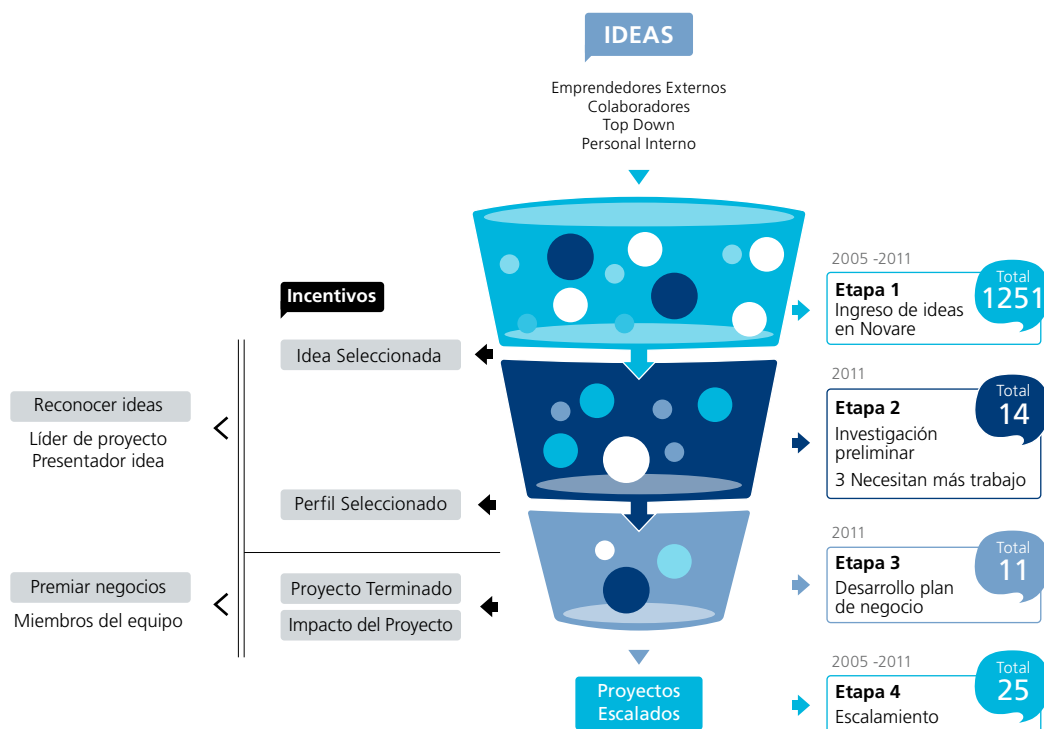 IDEAS
Emprendedores Externos
Colaboradores
Top Down
Personal Interno
Incentivos
Idea Seleccionada
Perfil Seleccionado
Proyecto Terminado
Impacto del Proyecto
Reconocer ideas
Líder de proyecto
Presentador idea
Premiar negocios
Miembros del equipo
2005 -2011
Etapa 1
Ingreso de ideas
en Novare
Total
1251
2011
Etapa 2
Investigación
preliminar
3 Necesitan más trabajo
Total
14
2011
Etapa 3
Desarrollo plan
de negocio
Total
11
Proyectos
Escalados
2005 -2011
Etapa 4
Escalamiento
Total
25